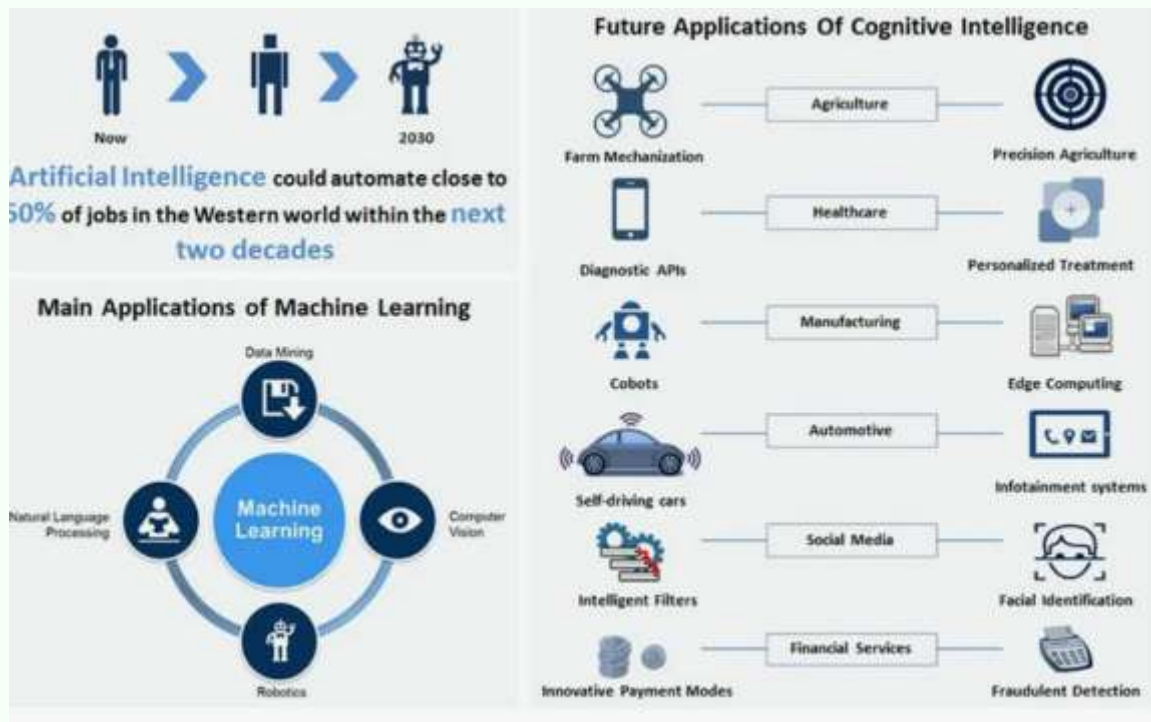 Now
2030
Artificial Intelligence could automate close to
50% of jobs in the Western world within the next
two decades
Main Applications of Machine Learning
Data Mining
Natural Language
Processing
Machine
Learning
Computer
Vision
Robotics
Future Applications Of Cognitive Intelligence
Agriculture
Farm Mechanization
Precision Agriculture
Healthcare
Diagnostic APIs
Personalized Treatment
Manufacturing
Cobots
Edge Computing
Automotive
Self-driving cars
Infotainment systems
Social Media
Intelligent Filters
Facial Identification
Financial Services
Innovative Payment Modes
Fraudulent Detection